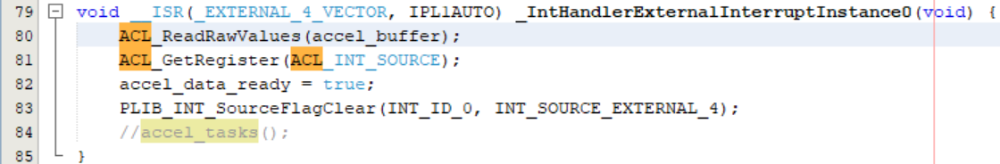 79 void __ISR(_EXTERNAL_4_VECTOR, IPL1AUTO) _IntHandlerExternalInterruptInstance0(void) {
80 ACL_ReadRawValues(accel_buffer);
81 ACL_GetRegister(ACL_INT_SOURCE);
82 accel_data_ready = true;
83 PLIB_INT_SourceFlagClear(INT_ID_0, INT_SOURCE_EXTERNAL_4);
84 //accel_tasks();
85 }